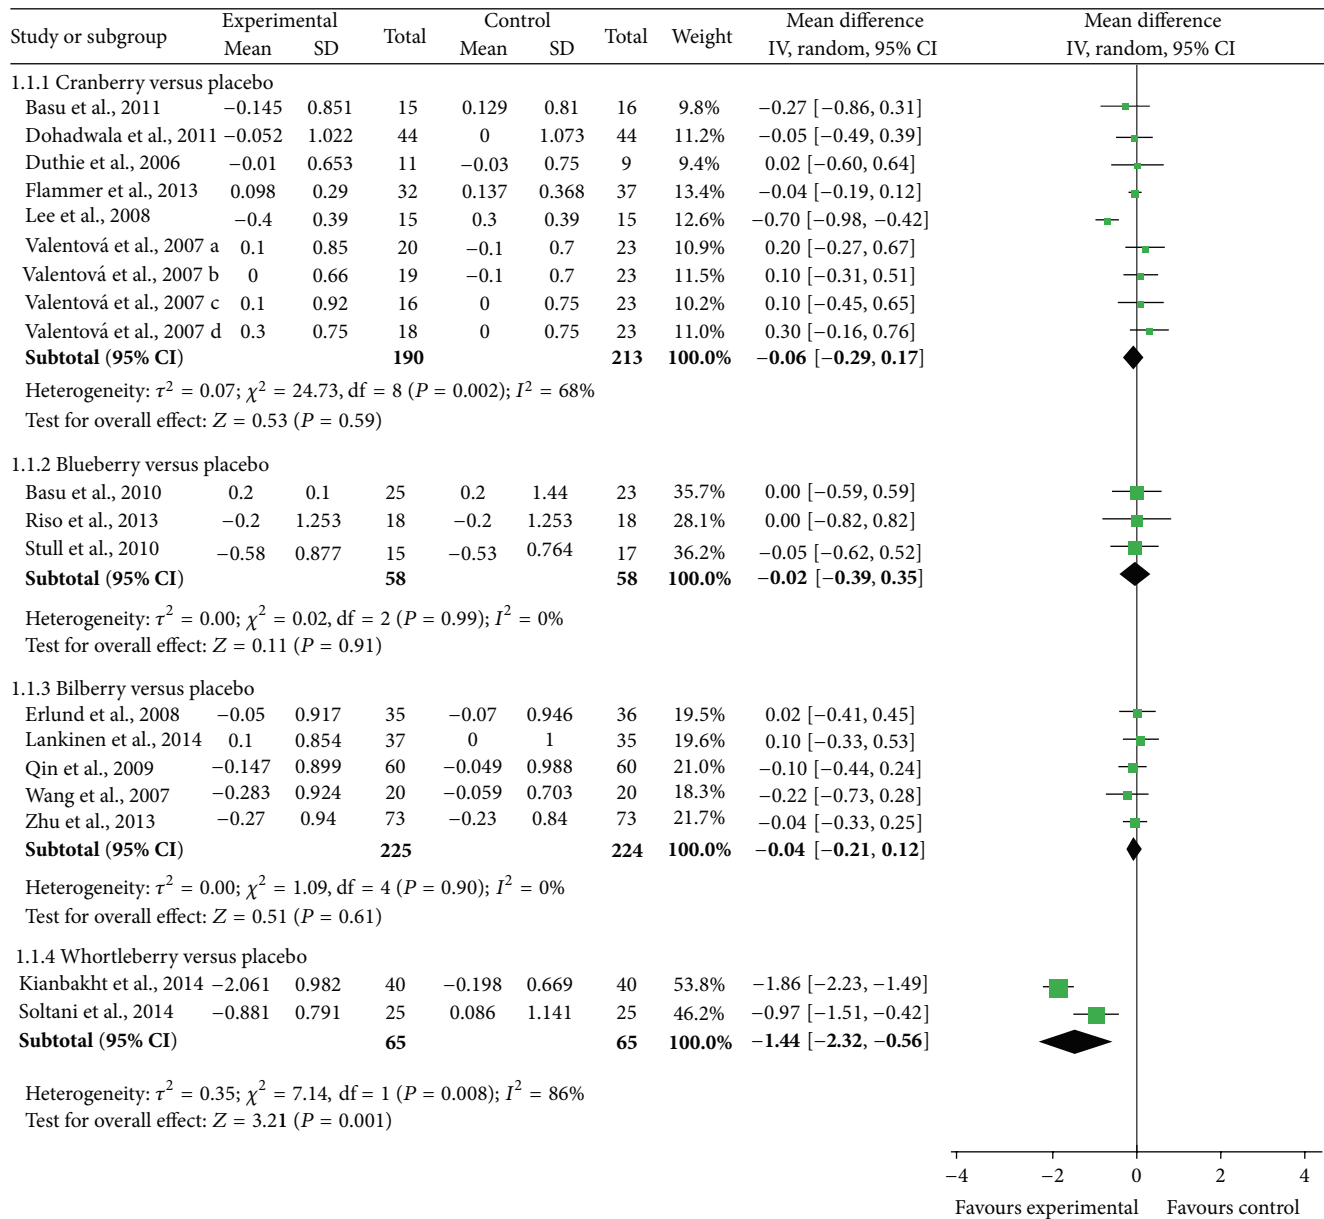 Study or subgroup Experimental Control Mean difference Mean difference
Mean SD Total Mean SD Total Weight IV, random, 95% CI IV, random, 95% CI
1.1.1 Cranberry versus placebo
Basu et al., 2011 −0.145 0.851 15 0.129 0.81 16 9.8% −0.27 [−0.86, 0.31]
Dohadwala et al., 2011 −0.052 1.022 44 0 1.073 44 11.2% −0.05 [−0.49, 0.39]
Duthie et al., 2006 −0.01 0.653 11 −0.03 0.75 9 9.4% 0.02 [−0.60, 0.64]
Flammer et al., 2013 0.098 0.29 32 0.137 0.368 37 13.4% −0.04 [−0.19, 0.12]
Lee et al., 2008 −0.4 0.39 15 0.3 0.39 15 12.6% −0.70 [−0.98, −0.42]
Valentová et al., 2007 a 0.1 0.85 20 −0.1 0.7 23 10.9% 0.20 [−0.27, 0.67]
Valentová et al., 2007 b 0 0.66 19 −0.1 0.7 23 11.5% 0.10 [−0.31, 0.51]
Valentová et al., 2007 c 0.1 0.92 16 0 0.75 23 10.2% 0.10 [−0.45, 0.65]
Valentová et al., 2007 d 0.3 0.75 18 0 0.75 23 11.0% 0.30 [−0.16, 0.76]
Subtotal (95% CI) 190 213 100.0% −0.06 [−0.29, 0.17]
Heterogeneity: τ² = 0.07; χ² = 24.73, df = 8 (P = 0.002); I² = 68%
Test for overall effect: Z = 0.53 (P = 0.59)
1.1.2 Blueberry versus placebo
Basu et al., 2010 0.2 0.1 25 0.2 1.44 23 35.7% 0.00 [−0.59, 0.59]
Riso et al., 2013 −0.2 1.253 18 −0.2 1.253 18 28.1% 0.00 [−0.82, 0.82]
Stull et al., 2010 −0.58 0.877 15 −0.53 0.764 17 36.2% −0.05 [−0.62, 0.52]
Subtotal (95% CI) 58 58 100.0% −0.02 [−0.39, 0.35]
Heterogeneity: τ² = 0.00; χ² = 0.02, df = 2 (P = 0.99); I² = 0%
Test for overall effect: Z = 0.11 (P = 0.91)
1.1.3 Bilberry versus placebo
Erlund et al., 2008 −0.05 0.917 35 −0.07 0.946 36 19.5% 0.02 [−0.41, 0.45]
Lankinen et al., 2014 0.1 0.854 37 0 1 35 19.6% 0.10 [−0.33, 0.53]
Qin et al., 2009 −0.147 0.899 60 −0.049 0.988 60 21.0% −0.10 [−0.44, 0.24]
Wang et al., 2007 −0.283 0.924 20 −0.059 0.703 20 18.3% −0.22 [−0.73, 0.28]
Zhu et al., 2013 −0.27 0.94 73 −0.23 0.84 73 21.7% −0.04 [−0.33, 0.25]
Subtotal (95% CI) 225 224 100.0% −0.04 [−0.21, 0.12]
Heterogeneity: τ² = 0.00; χ² = 1.09, df = 4 (P = 0.90); I² = 0%
Test for overall effect: Z = 0.51 (P = 0.61)
1.1.4 Whortleberry versus placebo
Kianbakht et al., 2014 −2.061 0.982 40 −0.198 0.669 40 53.8% −1.86 [−2.23, −1.49]
Soltani et al., 2014 −0.881 0.791 25 0.086 1.141 25 46.2% −0.97 [−1.51, −0.42]
Subtotal (95% CI) 65 65 100.0% −1.44 [−2.32, −0.56]
Heterogeneity: τ² = 0.35; χ² = 7.14, df = 1 (P = 0.008); I² = 86%
Test for overall effect: Z = 3.21 (P = 0.001)
−4 −2 0 2 4
Favours experimental Favours control